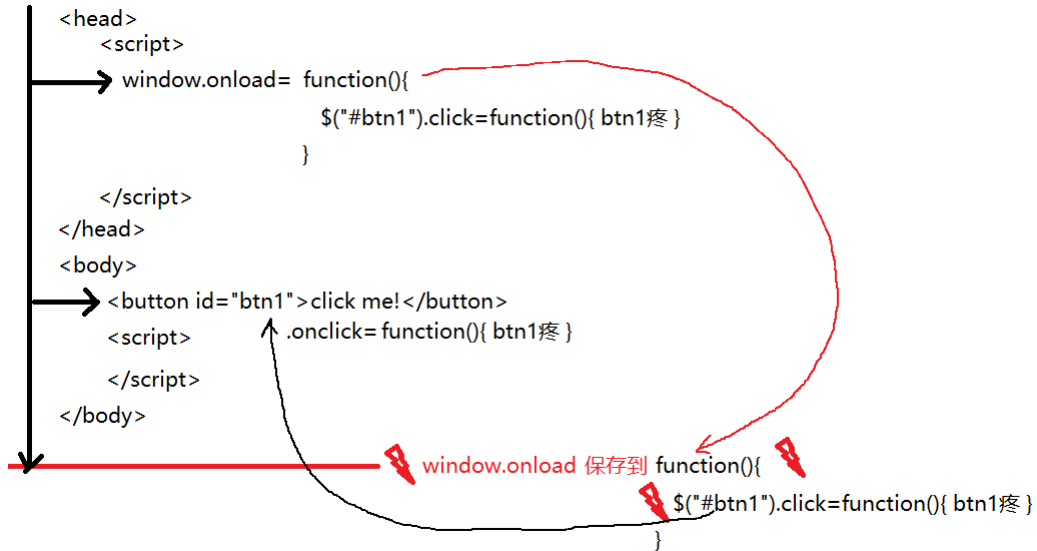 <head>
<script>
window.onload= function(){
$("#btn1").click=function(){ btn1疼 }
}
</script>
</head>
<body>
<button id="btn1">click me!</button>
.onclick= function(){ btn1疼 }
<script>
</script>
</body>
window.onload 保存到 function(){
$("#btn1").click=function(){ btn1疼 }
}